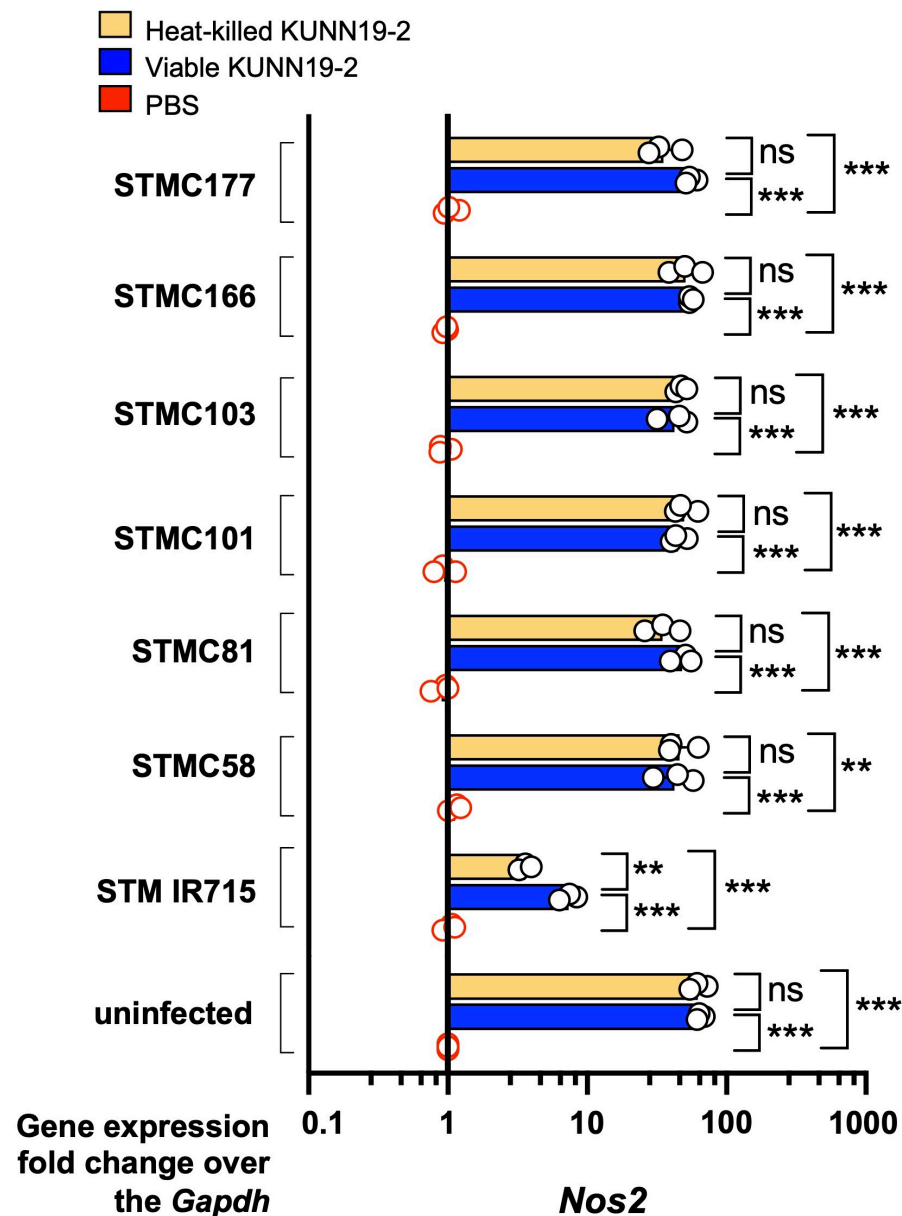 Heat-killed KUNN19-2
Viable KUNN19-2
PBS
STMC177
ns
***
***
STMC166
ns
***
***
STMC103
ns
***
***
STMC101
ns
***
***
STMC81
ns
***
***
STMC58
ns
***
**
STM IR715
**
***
***
uninfected
ns
***
***
0.1 1 10 100 1000
Gene expression
fold change over
the Gapdh
Nos2